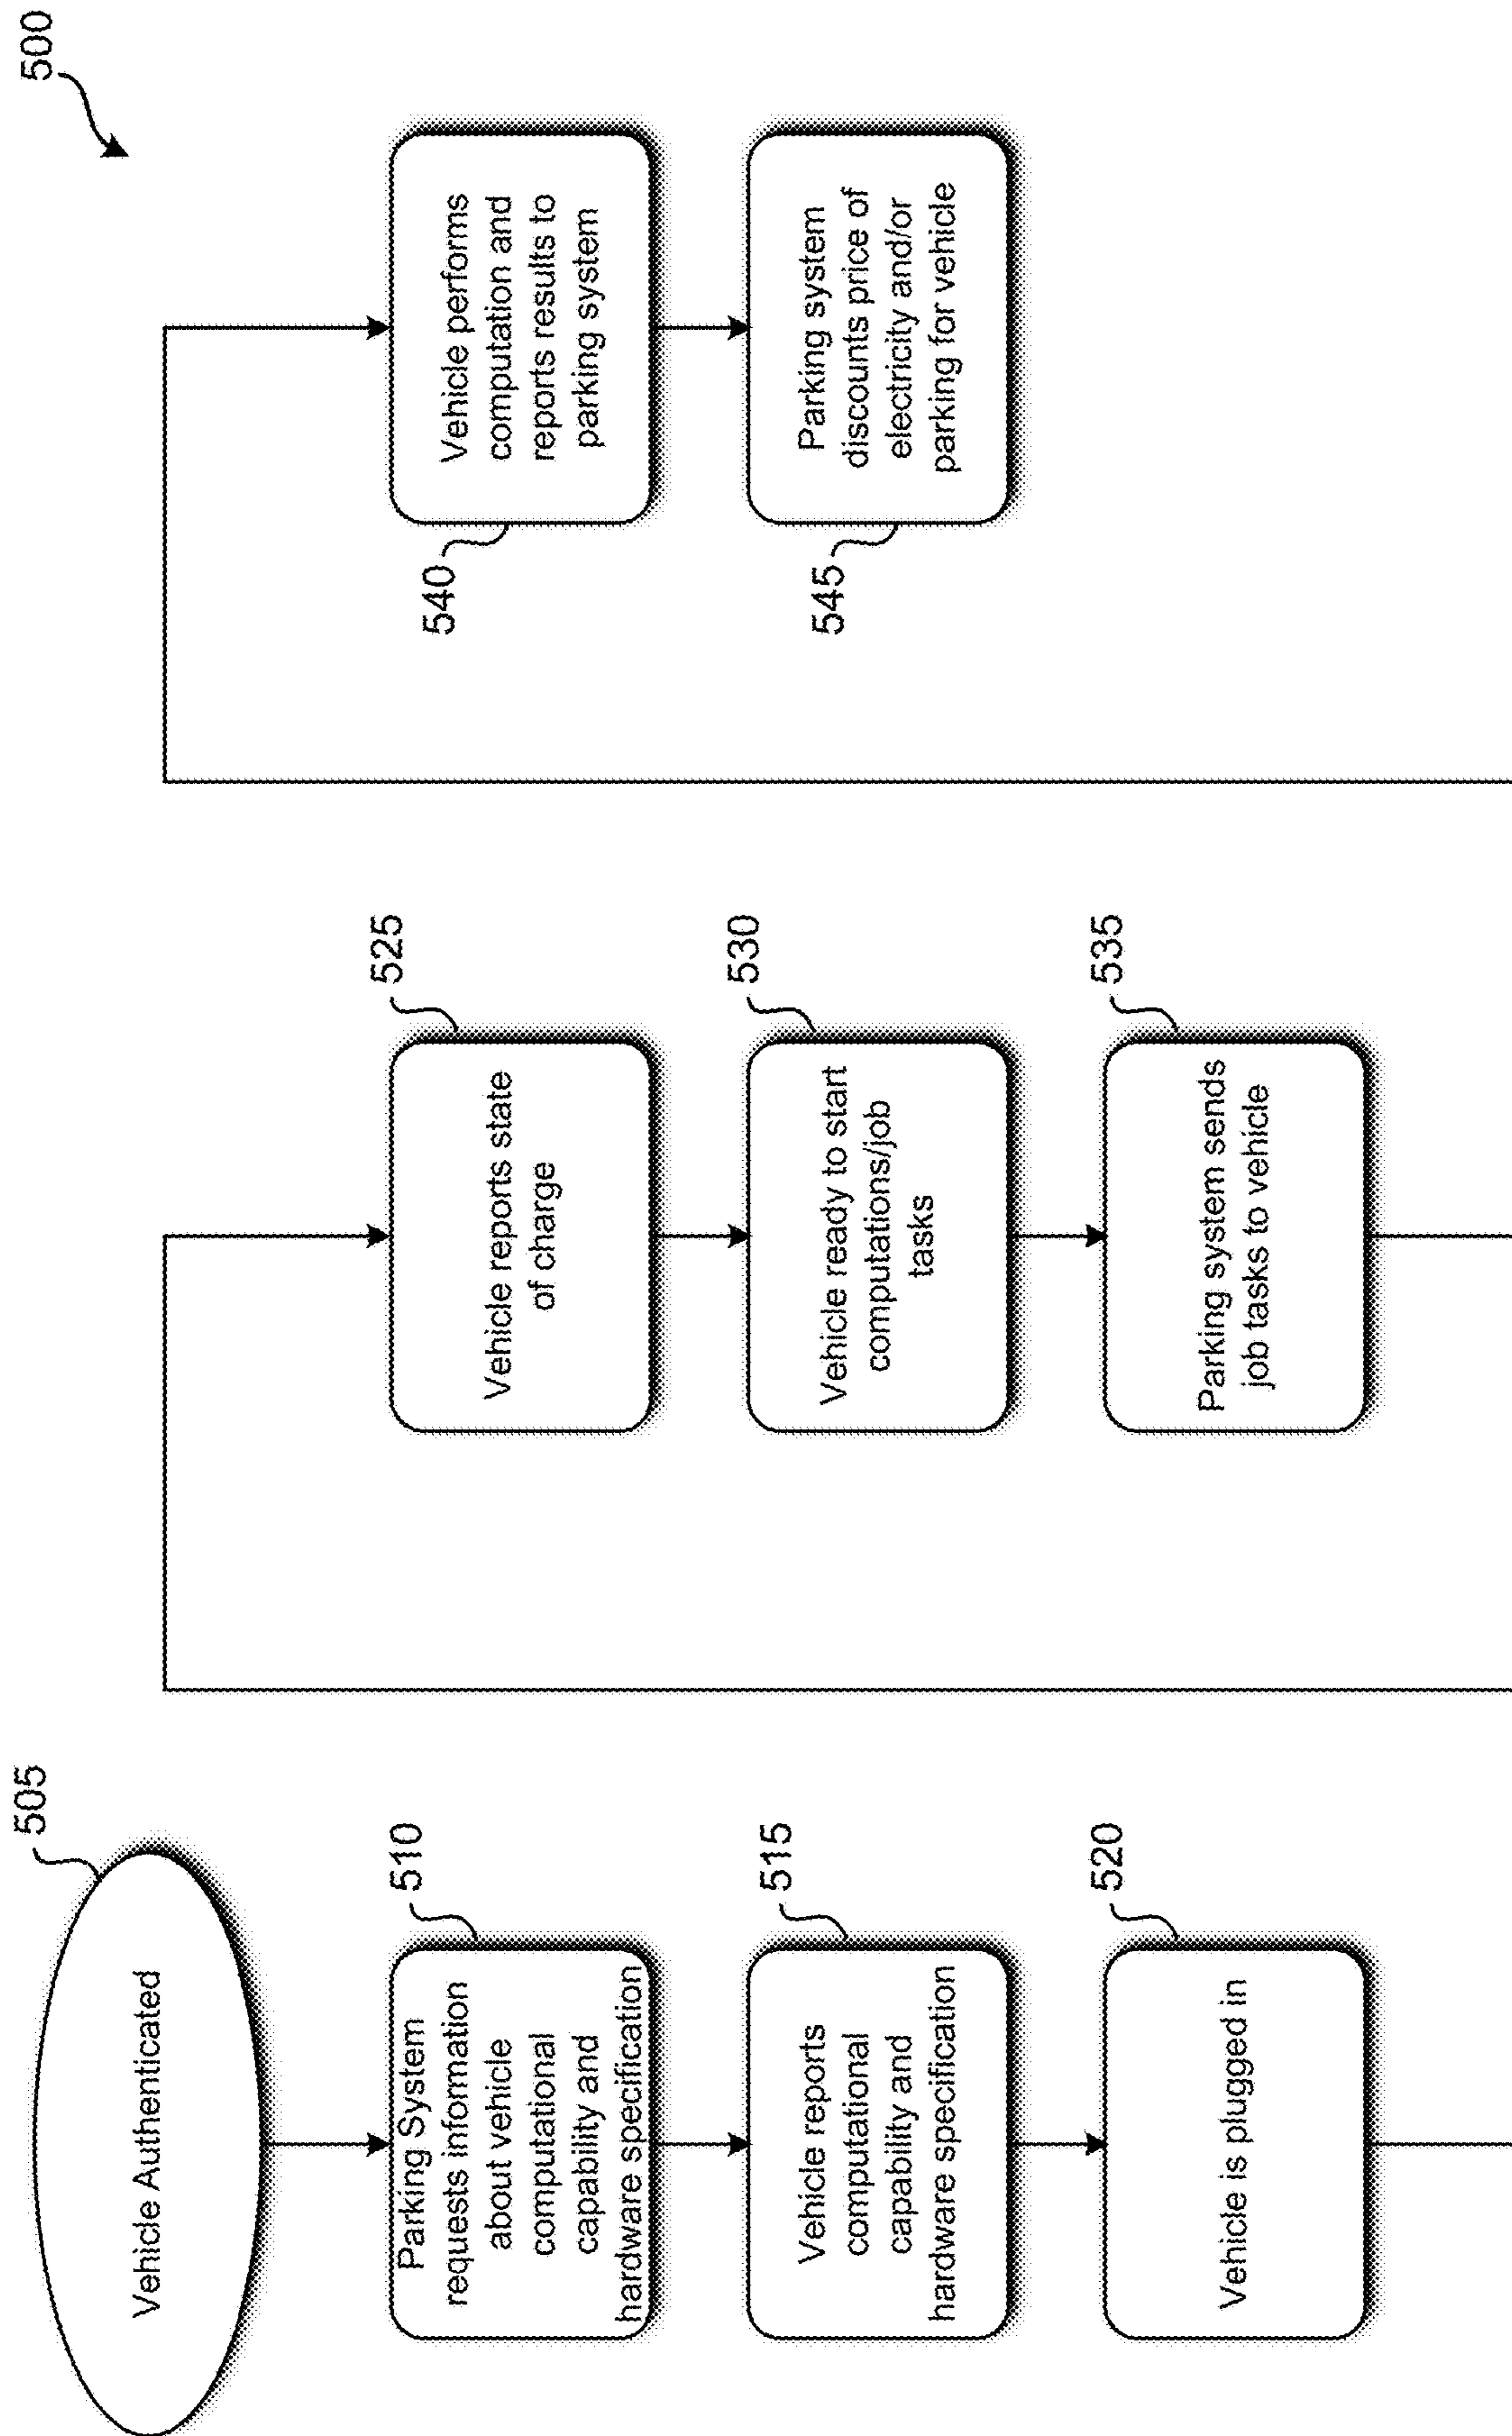 500
505
Vehicle Authenticated
510
Parking System
requests information
about vehicle
computational
capability and
hardware specification
515
Vehicle reports
computational
capability and
hardware specification
520
Vehicle is plugged in
525
Vehicle reports state
of charge
530
Vehicle ready to start
computations/job
tasks
535
Parking system sends
job tasks to vehicle
540
Vehicle performs
computation and
reports results to
parking system
545
Parking system
discounts price of
electricity and/or
parking for vehicle